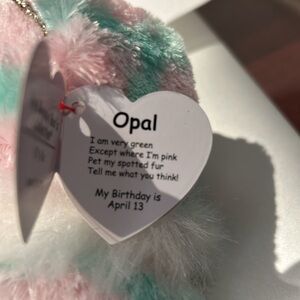 Opal
I am very green
Except where I'm pink
Pet my spotted fur
Tell me what you think!
My Birthday is
April 13